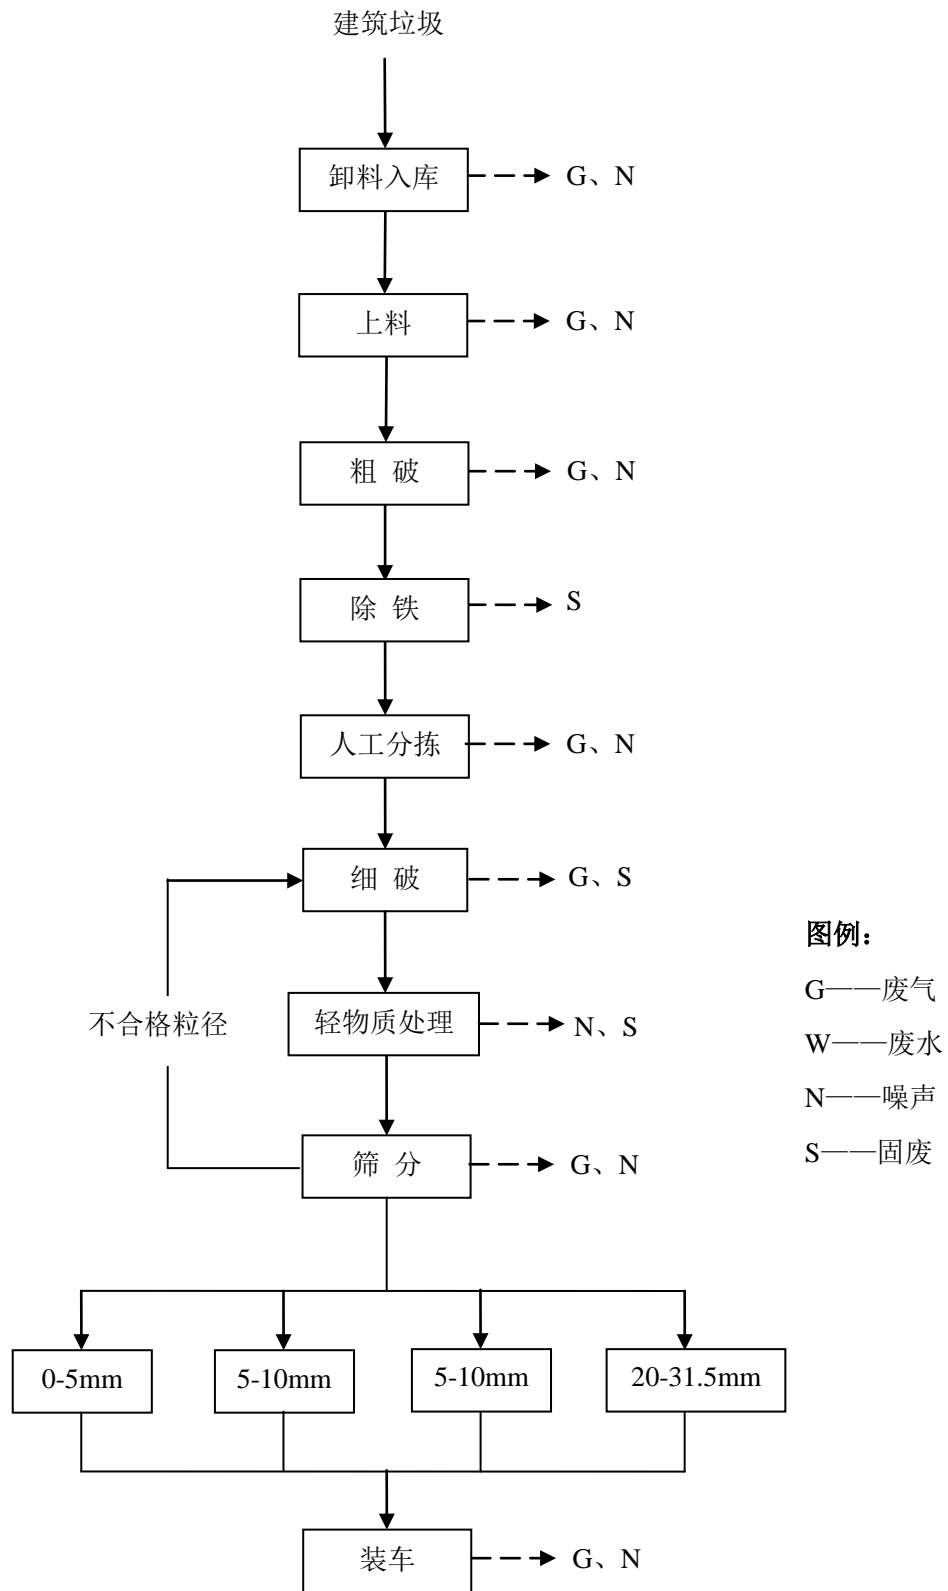 建筑垃圾
卸料入库
G、N
上料
G、N
粗 破
G、N
除 铁
S
人工分拣
G、N
细 破
G、S
不合格粒径
轻物质处理
N、S
筛 分
G、N
图例：
G——废气
W——废水
N——噪声
S——固废
0-5mm
5-10mm
5-10mm
20-31.5mm
装车
G、N